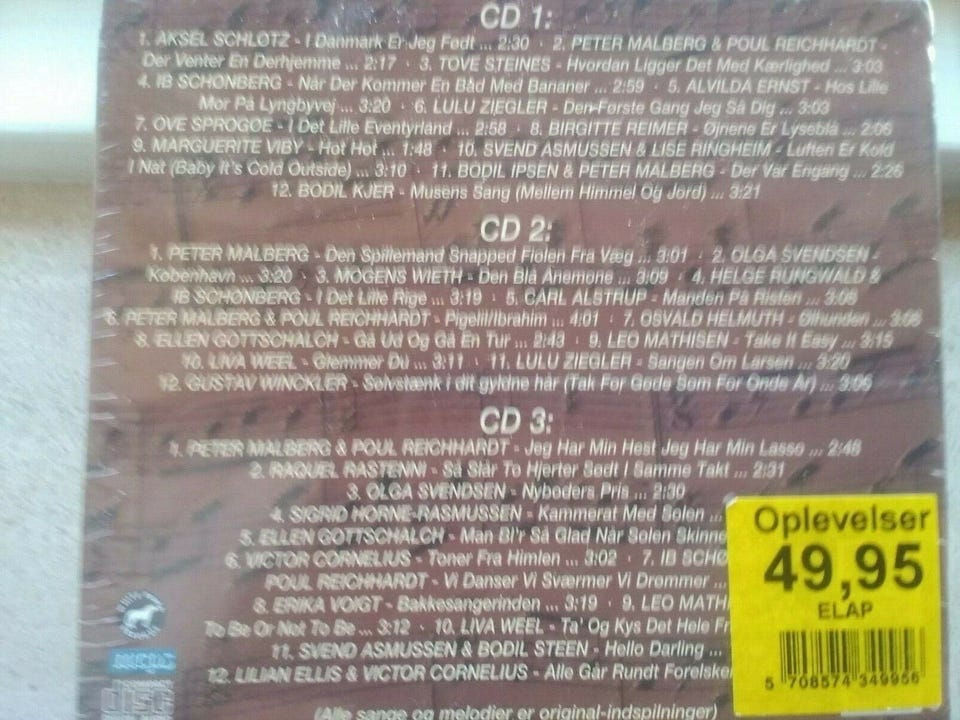 CD 1:
1. AKSEL SCHLØTZ - I Danmark Er Jeg Født ... 2:30 · 2. PETER MALBERG & POUL REICHHARDT -
Der Venter En Derhjemme ... 2:17 · 3. TOVE STEINES - Hvordan Ligger Det Med Kærlighed ... 3:03
4. IB SCHØNBERG - Når Der Kommer En Båd Med Bananer ... 2:59 · 5. ALVILDA ERNST - Hos Lille
Mor På Lyngbyvej ... 3:20 · 6. LULU ZIEGLER - Den Første Gang Jeg Så Dig ... 3:03
7. OVE SPROGØE - I Det Lille Eventyrland ... 2:58 · 8. BIRGITTE REIMER - Øjnene Er Lyseblå ... 2:06
9. MARGUERITE VIBY - Hot Hot ... 1:48 · 10. SVEND ASMUSSEN & LISE RINGHEIM - Luften Er Kold
I Nat (Baby It's Cold Outside) ... 3:10 · 11. BODIL IPSEN & PETER MALBERG - Der Var Engang ... 2:26
12. BODIL KJER - Musens Sang (Mellem Himmel Og Jord) ... 3:21
CD 2:
1. PETER MALBERG - Den Spillemand Snapped Fiolen Fra Væg ... 3:01 · 2. OLGA SVENDSEN -
København ... 3:20 · 3. MOGENS WIETH - Den Blå Anemone ... 3:09 · 4. HELGE RUNGWALD &
IB SCHØNBERG - I Det Lille Rige ... 3:19 · 5. CARL ALSTRUP - Manden På Risten ... 3:06
6. PETER MALBERG & POUL REICHHARDT - Pigelil/Ibrahim ... 4:01 · 7. OSVALD HELMUTH - Ølhunden ... 3:06
8. ELLEN GOTTSCHALCH - Gå Ud Og Gå En Tur ... 2:43 · 9. LEO MATHISEN - Take It Easy ... 3:15
10. LIVA WEEL - Glemmer Du ... 3:11 · 11. LULU ZIEGLER - Sangen Om Larsen ... 3:20
12. GUSTAV WINCKLER - Sølvstænk i dit gyldne hår (Tak For Gode Som For Onde År) ... 3:06
CD 3:
1. PETER MALBERG & POUL REICHHARDT - Jeg Har Min Hest Jeg Har Min Lasso ... 2:48
2. RAQUEL RASTENNI - Så Slår To Hjerter Sødt I Samme Takt ... 2:31
3. OLGA SVENDSEN - Nyboders Pris ... 2:30
4. SIGRID HORNE-RASMUSSEN - Kammerat Med Solen ...
5. ELLEN GOTTSCHALCH - Man Bl'r Så Glad Når Solen Skinne
6. VICTOR CORNELIUS - Toner Fra Himlen ... 3:02 · 7. IB SCHØ
POUL REICHHARDT - Vi Danser Vi Sværmer Vi Drømmer ...
8. ERIKA VOIGT - Bakkesangerinden ... 3:19 · 9. LEO MATH
To Be Or Not To Be ... 3:12 · 10. LIVA WEEL - Ta' Og Kys Det Hele Fr
11. SVEND ASMUSSEN & BODIL STEEN - Hello Darling ...
12. LILIAN ELLIS & VICTOR CORNELIUS - Alle Går Rundt Forelsker
(Alle sange og melodier er original-indspilninger)
Oplevelser
49,95
ELAP
5 708574 349956
COMPACT
disc